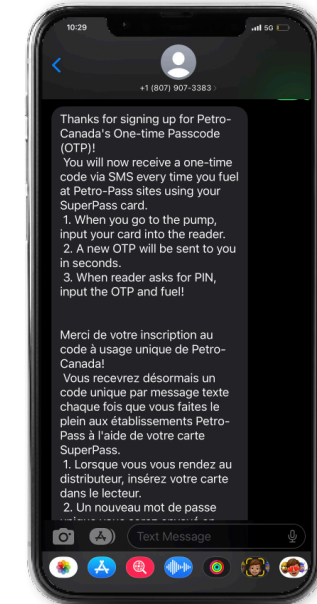 10:29
5G
+1 (807) 907-3383
Thanks for signing up for Petro-
Canada's One-time Passcode
(OTP)!
You will now receive a one-time
code via SMS every time you fuel
at Petro-Pass sites using your
SuperPass card.
1. When you go to the pump,
input your card into the reader.
2. A new OTP will be sent to you
in seconds.
3. When reader asks for PIN,
input the OTP and fuel!
Merci de votre inscription au
code à usage unique de Petro-
Canada!
Vous recevrez désormais un
code unique par message texte
chaque fois que vous faites le
plein aux établissements Petro-
Pass à l'aide de votre carte
SuperPass.
1. Lorsque vous vous rendez au
distributeur, insérez votre carte
dans le lecteur.
2. Un nouveau mot de passe
Text Message